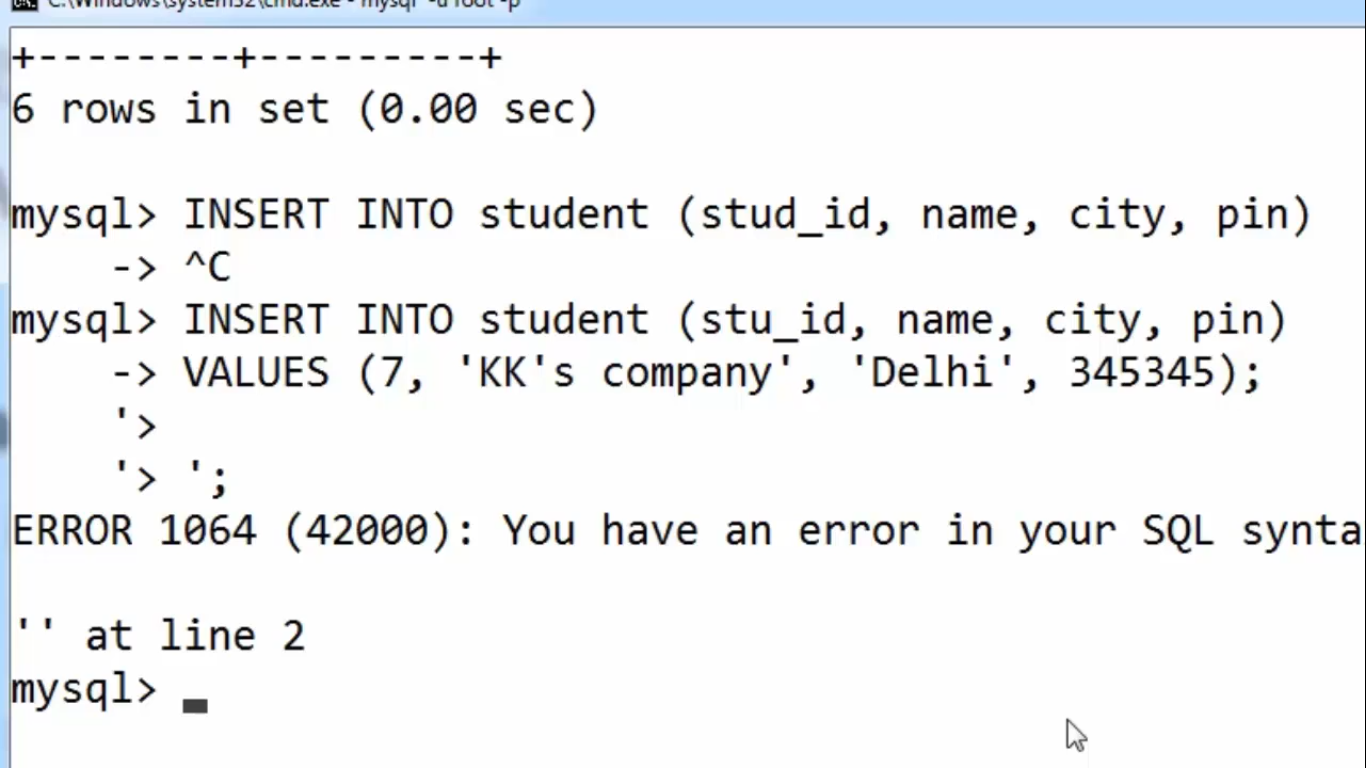 C:\Windows\system32\cmd.exe - mysql -u root -p
+--------+---------+
6 rows in set (0.00 sec)
mysql> INSERT INTO student (stud_id, name, city, pin)
-> ^C
mysql> INSERT INTO student (stu_id, name, city, pin)
-> VALUES (7, 'KK's company', 'Delhi', 345345);
'>
'> ';
ERROR 1064 (42000): You have an error in your SQL synta
'' at line 2
mysql>